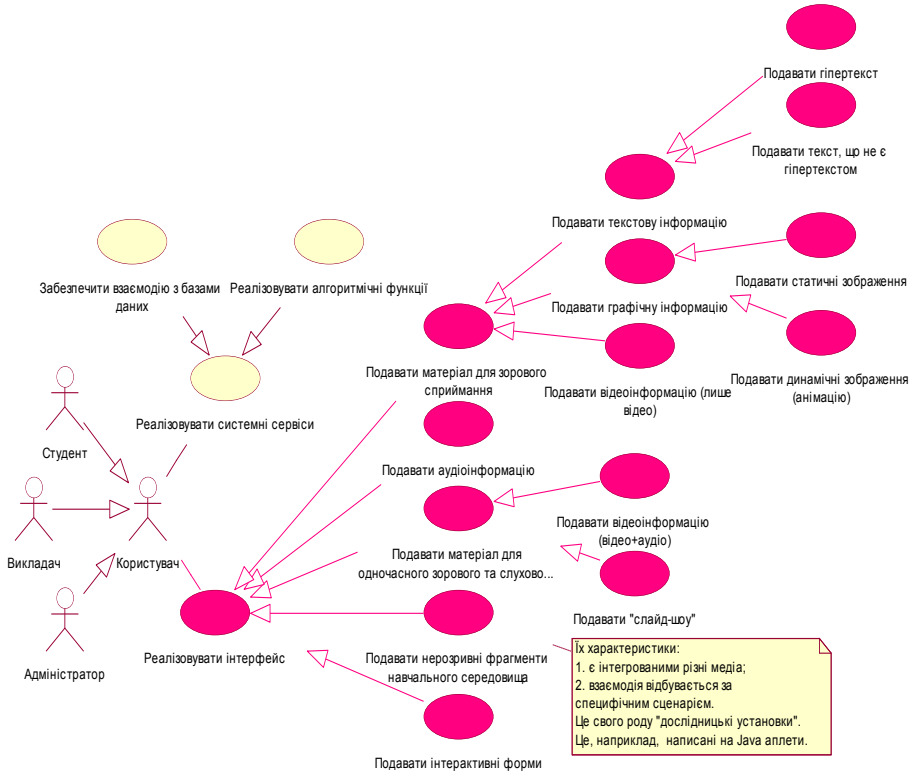 Подавати гіпертекст
Подавати текст, що не є
гіпертекстом
Подавати текстову інформацію
Забезпечити взаємодію з базами
даних
Реалізовувати алгоритмічні функції
Подавати статичні зображення
Подавати графічну інформацію
Подавати матеріал для зорового
сприймання
Подавати відеоінформацію (лише
відео)
Подавати динамічні зображення
(анімацію)
Реалізовувати системні сервіси
Студент
Подавати аудіоінформацію
Подавати відеоінформацію
(відео+аудіо)
Викладач
Користувач
Подавати матеріал для
одночасного зорового та слухово...
Подавати "слайд-шоу"
Адміністратор
Реалізовувати інтерфейс
Подавати нерозривні фрагменти
навчального середовища
Їх характеристики:
1. є інтегрованими різні медіа;
2. взаємодія відбувається за
специфічним сценарієм.
Це свого роду "дослідницькі установки".
Це, наприклад, написані на Java аплети.
Подавати інтерактивні форми